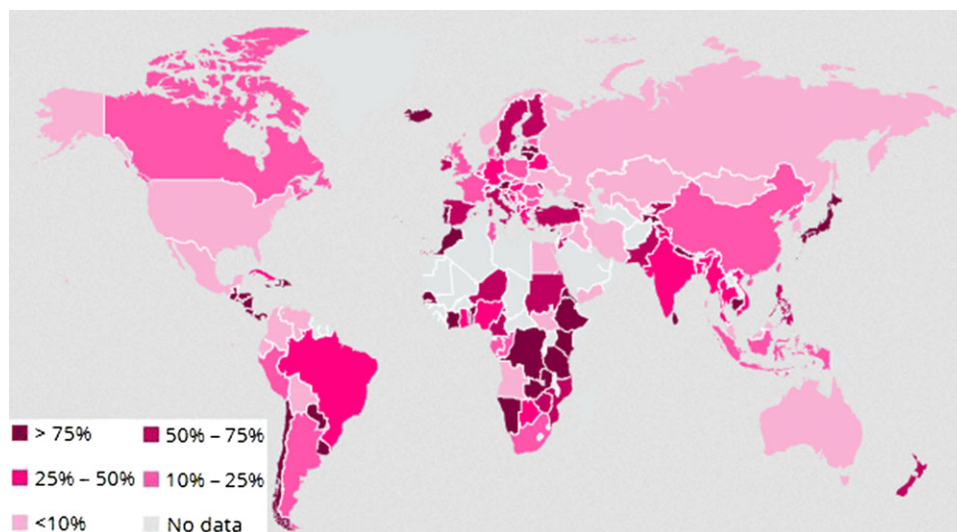 > 75%
50% – 75%
25% – 50%
10% – 25%
<10%
No data